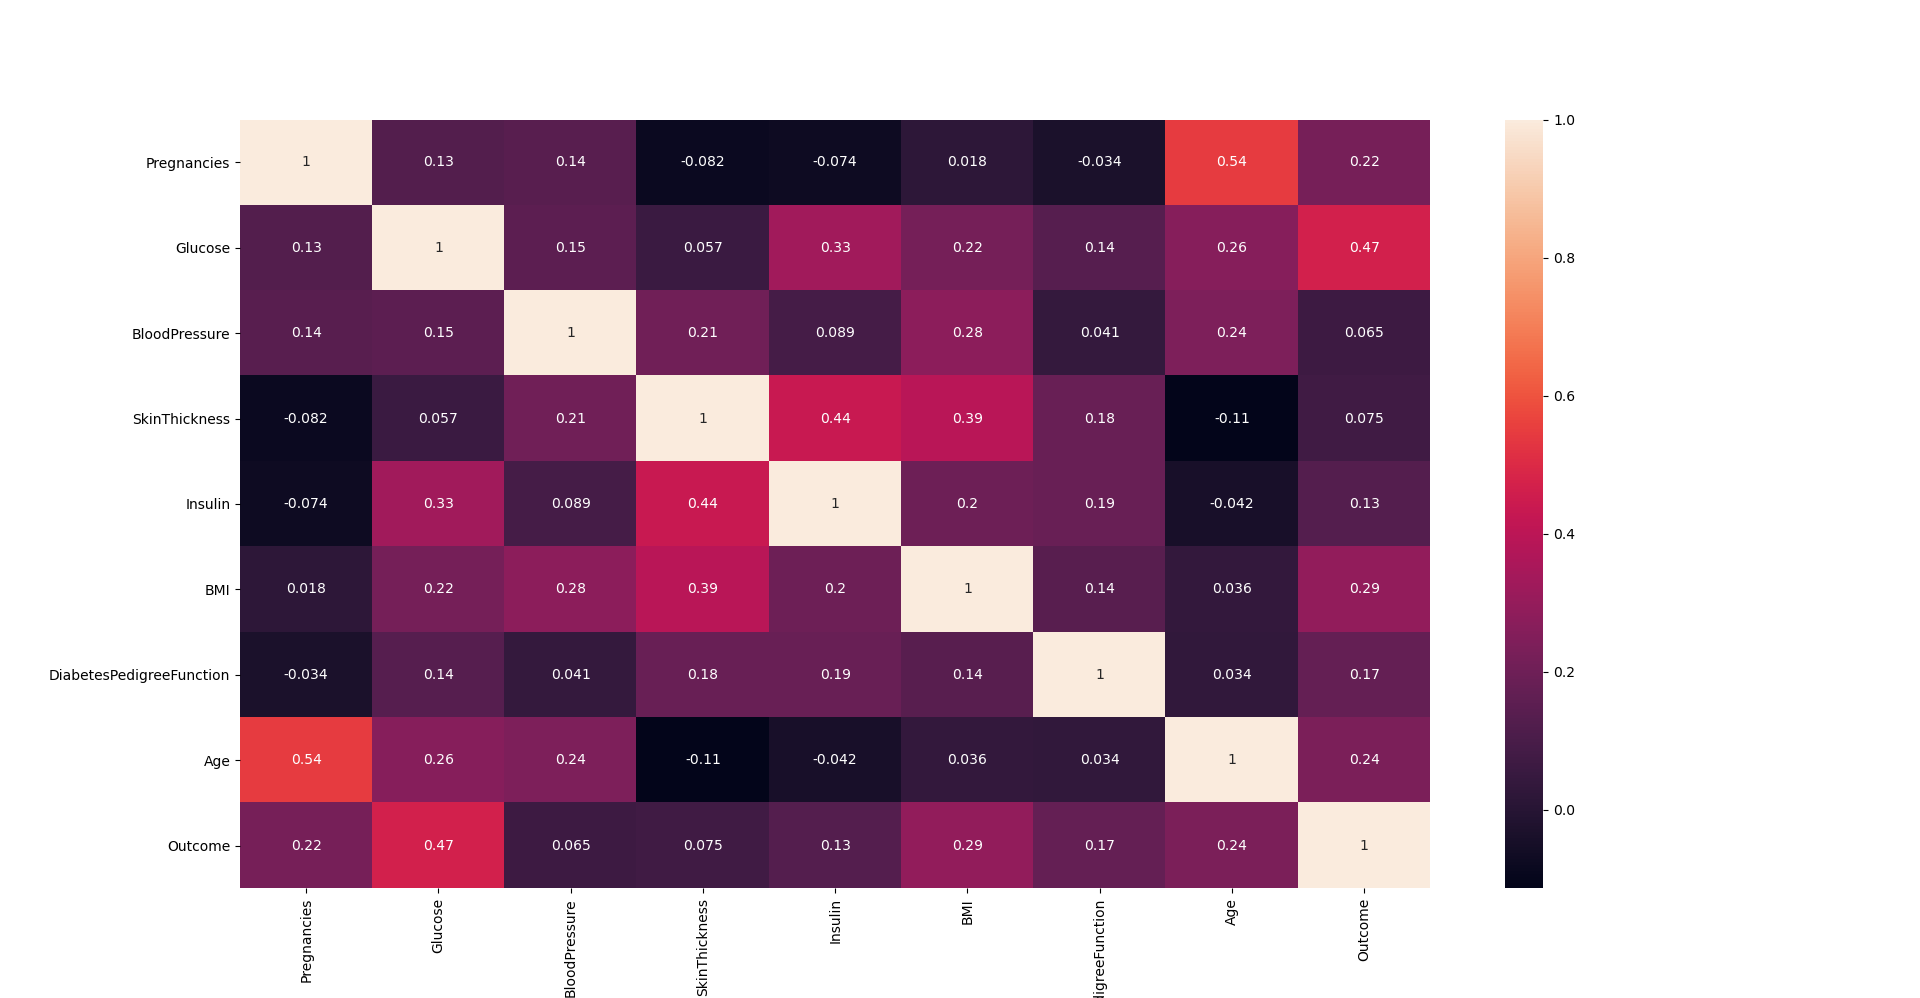 Pregnancies 1 0.13 0.14 -0.082 -0.074 0.018 -0.034 0.54 0.22
Glucose 0.13 1 0.15 0.057 0.33 0.22 0.14 0.26 0.47
BloodPressure 0.14 0.15 1 0.21 0.089 0.28 0.041 0.24 0.065
SkinThickness -0.082 0.057 0.21 1 0.44 0.39 0.18 -0.11 0.075
Insulin -0.074 0.33 0.089 0.44 1 0.2 0.19 -0.042 0.13
BMI 0.018 0.22 0.28 0.39 0.2 1 0.14 0.036 0.29
DiabetesPedigreeFunction -0.034 0.14 0.041 0.18 0.19 0.14 1 0.034 0.17
Age 0.54 0.26 0.24 -0.11 -0.042 0.036 0.034 1 0.24
Outcome 0.22 0.47 0.065 0.075 0.13 0.29 0.17 0.24 1
Pregnancies
Glucose
BloodPressure
SkinThickness
Insulin
BMI
digreeFunction
Age
Outcome
1.0
0.8
0.6
0.4
0.2
0.0